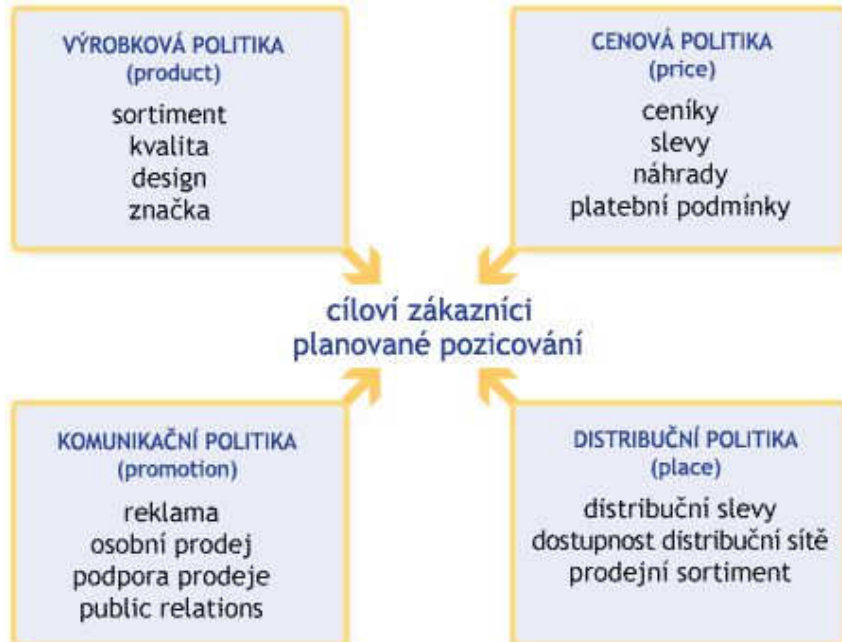 VÝROBKOVÁ POLITIKA
(product)
sortiment
kvalita
design
značka
CENOVÁ POLITIKA
(price)
ceníky
slevy
náhrady
platební podmínky
cíloví zákazníci
planované pozicování
KOMUNIKAČNÍ POLITIKA
(promotion)
reklama
osobní prodej
podpora prodeje
public relations
DISTRIBUČNÍ POLITIKA
(place)
distribuční slevy
dostupnost distribuční sítě
prodejní sortiment